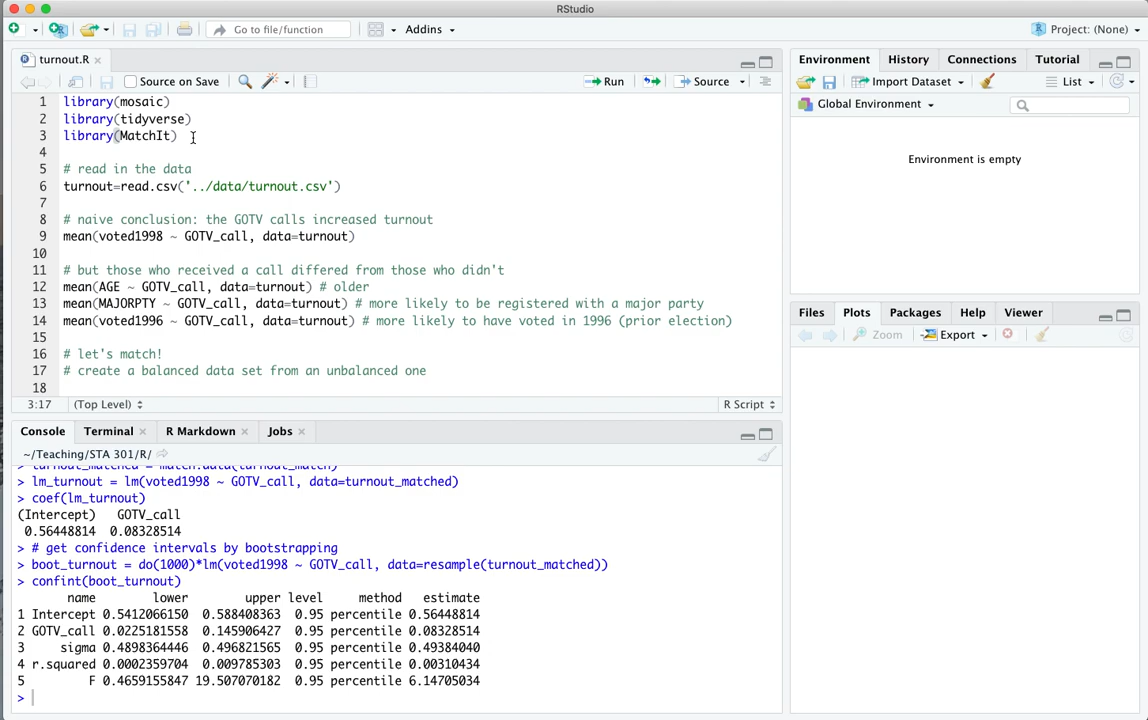 RStudio
Go to file/function
Addins
Project: (None)
turnout.R
Source on Save
Run
Source
1 library(mosaic)
2 library(tidyverse)
3 library(MatchIt)
4
5 # read in the data
6 turnout=read.csv('../data/turnout.csv')
7
8 # naive conclusion: the GOTV calls increased turnout
9 mean(voted1998 ~ GOTV_call, data=turnout)
10
11 # but those who received a call differed from those who didn't
12 mean(AGE ~ GOTV_call, data=turnout) # older
13 mean(MAJORPTY ~ GOTV_call, data=turnout) # more likely to be registered with a major party
14 mean(voted1996 ~ GOTV_call, data=turnout) # more likely to have voted in 1996 (prior election)
15
16 # let's match!
17 # create a balanced data set from an unbalanced one
18
3:17 (Top Level) R Script
Console Terminal R Markdown Jobs
~/Teaching/STA 301/R/
> turnout_matched = match.data(turnout_match)
> lm_turnout = lm(voted1998 ~ GOTV_call, data=turnout_matched)
> coef(lm_turnout)
(Intercept) GOTV_call
0.56448814 0.08328514
> # get confidence intervals by bootstrapping
> boot_turnout = do(1000)*lm(voted1998 ~ GOTV_call, data=resample(turnout_matched))
> confint(boot_turnout)
name lower upper level method estimate
1 Intercept 0.5412066150 0.588408363 0.95 percentile 0.56448814
2 GOTV_call 0.0225181558 0.145906427 0.95 percentile 0.08328514
3 sigma 0.4898364446 0.496821565 0.95 percentile 0.49384040
4 r.squared 0.0002359704 0.009785303 0.95 percentile 0.00310434
5 F 0.4659155847 19.507070182 0.95 percentile 6.14705034
>
Environment History Connections Tutorial
Import Dataset List
Global Environment
Environment is empty
Files Plots Packages Help Viewer
Zoom Export